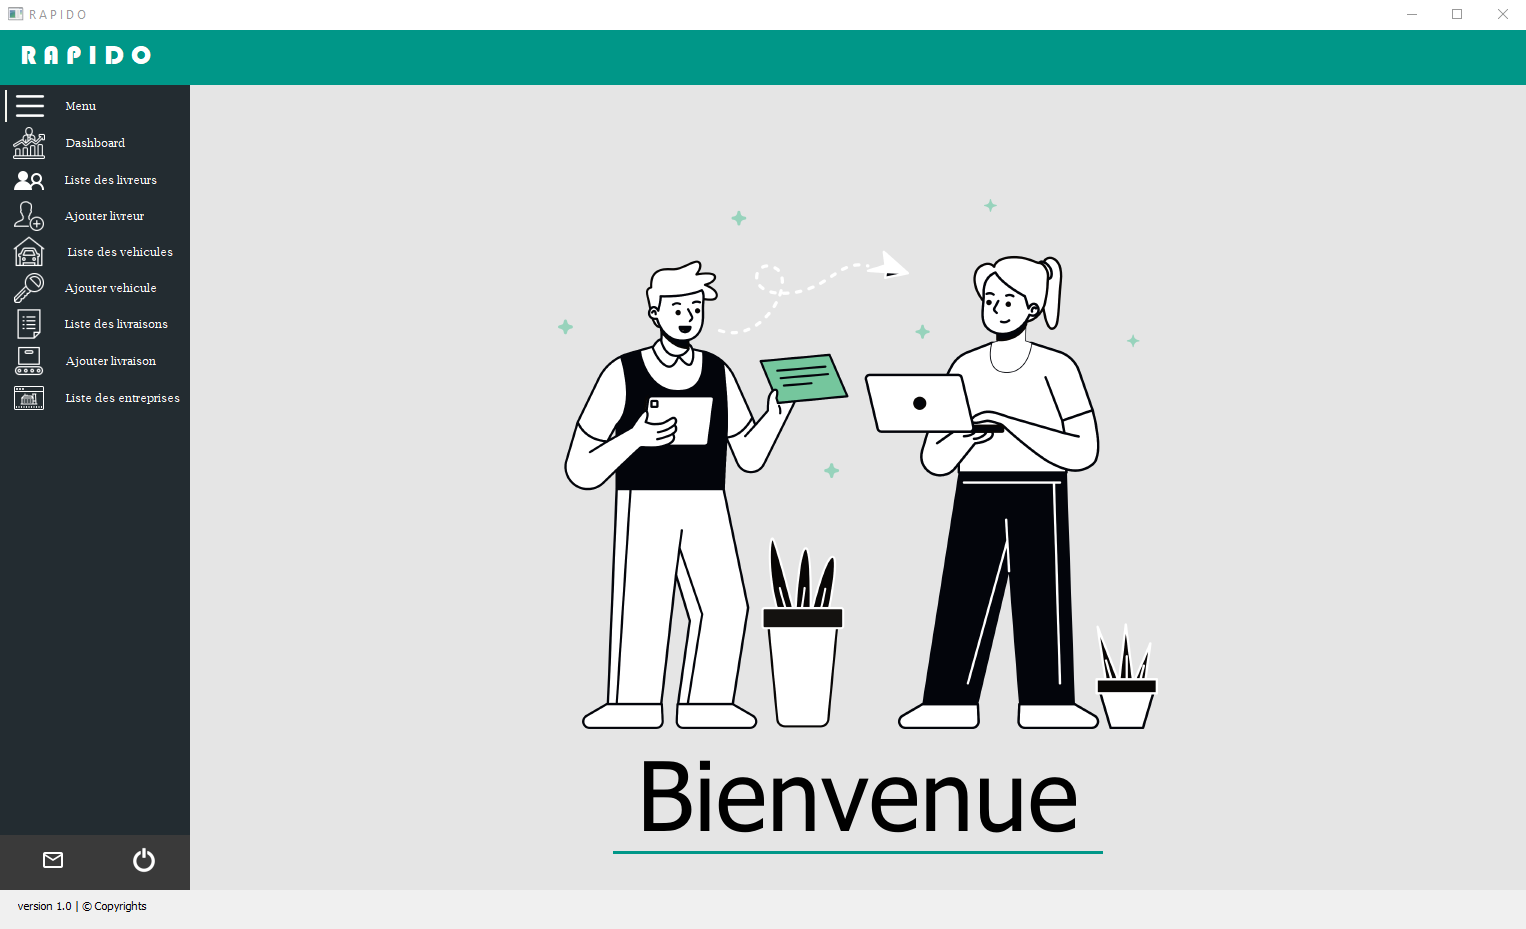 R A P I D O
RAPIDO
Menu
Dashboard
Liste des livreurs
Ajouter livreur
Liste des vehicules
Ajouter vehicule
Liste des livraisons
Ajouter livraison
Liste des entreprises
Bienvenue
version 1.0 | © Copyrights